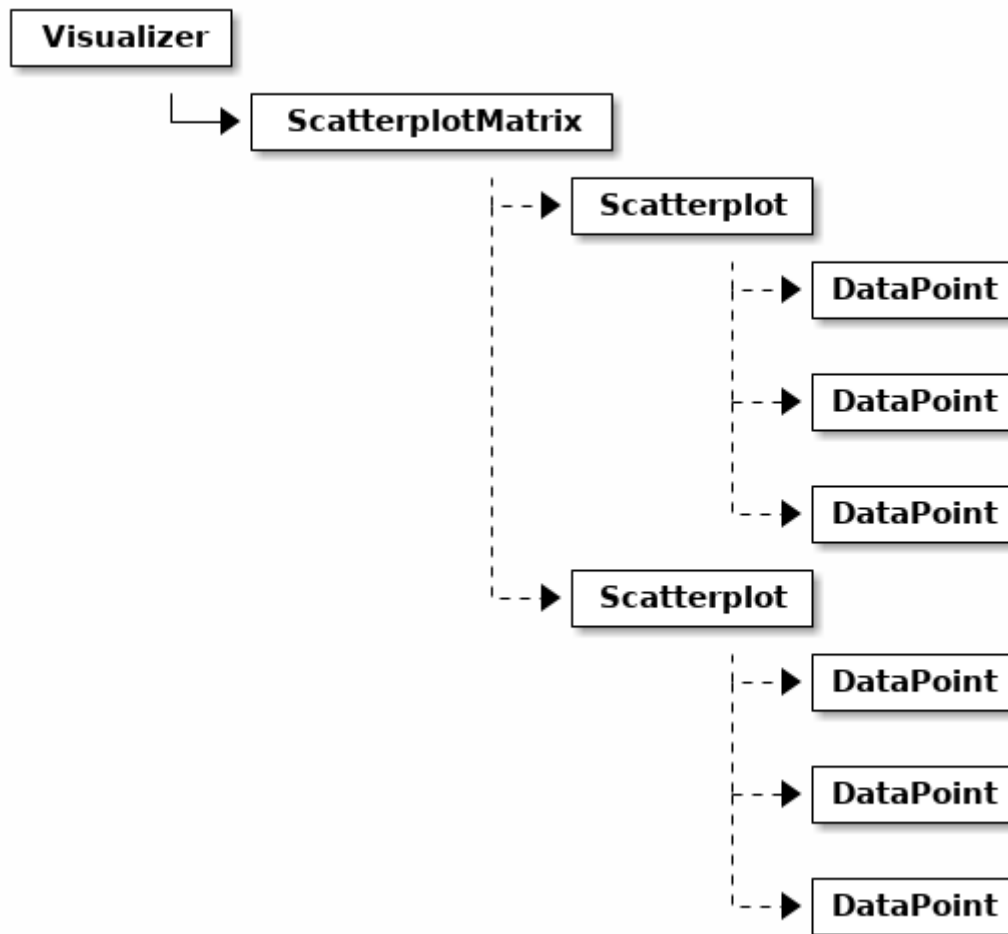 Visualizer
ScatterplotMatrix
Scatterplot
DataPoint
DataPoint
DataPoint
Scatterplot
DataPoint
DataPoint
DataPoint